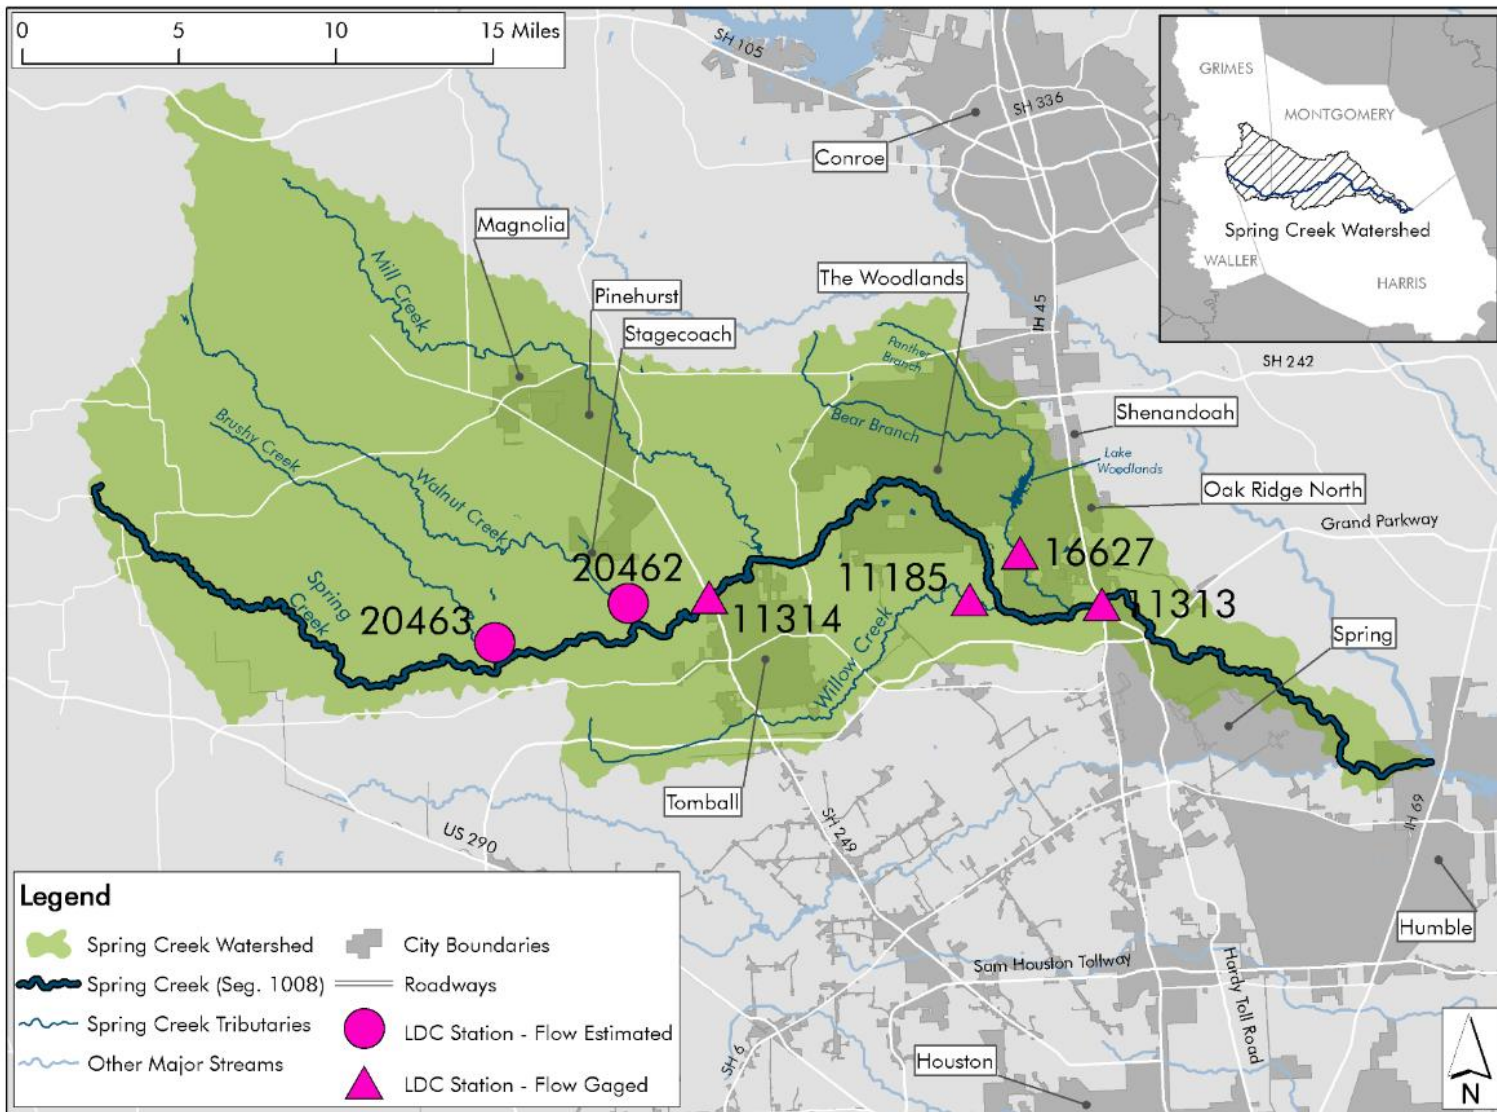 0 5 10 15 Miles
SH 105
GRIMES
MONTGOMERY
Spring Creek Watershed
WALLER
HARRIS
SH 336
Conroe
Magnolia
Mill Creek
Pinehurst
The Woodlands
Stagecoach
IH 45
Panther
Branch
SH 242
Shenandoah
Bear Branch
Brushy Creek
Lake
Woodlands
Walnut Creek
Oak Ridge North
Grand Parkway
16627
20462
11185
Spring
Creek
20463
11314
11313
Spring
Willow Creek
Tomball
SH 249
IH 69
US 290
Humble
Sam Houston Tollway
Hardy Toll Road
SH 6
Houston
Legend
Spring Creek Watershed
City Boundaries
Spring Creek (Seg. 1008)
Roadways
Spring Creek Tributaries
LDC Station - Flow Estimated
Other Major Streams
LDC Station - Flow Gaged
N